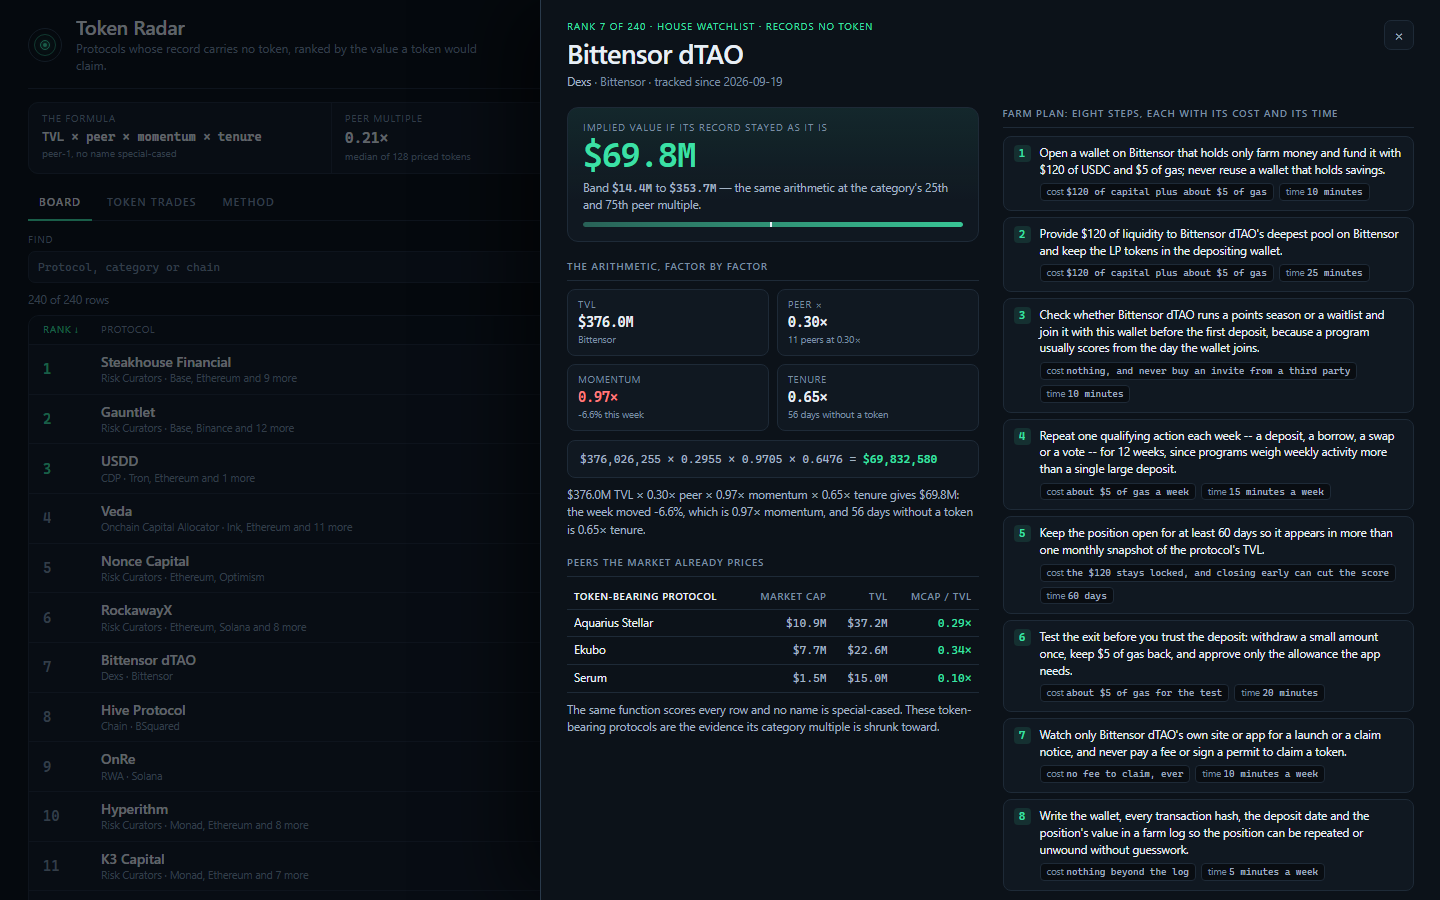 Token Radar
Protocols whose record carries no token, ranked by the value a token would
claim.
THE FORMULA
TVL × peer × momentum × tenure
peer-1, no name special-cased
PEER MULTIPLE
0.21×
median of 128 priced tokens
BOARD
TOKEN TRADES
METHOD
FIND
Protocol, category or chain
240 of 240 rows
RANK ↓ PROTOCOL
1 Steakhouse Financial
Risk Curators · Base, Ethereum and 9 more
2 Gauntlet
Risk Curators · Base, Binance and 12 more
3 USDD
CDP · Tron, Ethereum and 1 more
4 Veda
Onchain Capital Allocator · Ink, Ethereum and 11 more
5 Nonce Capital
Risk Curators · Ethereum, Optimism
6 RockawayX
Risk Curators · Ethereum, Solana and 8 more
7 Bittensor dTAO
Dexs · Bittensor
8 Hive Protocol
Chain · BSquared
9 OnRe
RWA · Solana
10 Hyperithm
Risk Curators · Monad, Ethereum and 8 more
11 K3 Capital
Risk Curators · Monad, Ethereum and 7 more
RANK 7 OF 240 · HOUSE WATCHLIST · RECORDS NO TOKEN
Bittensor dTAO
Dexs · Bittensor · tracked since 2026-09-19
×
IMPLIED VALUE IF ITS RECORD STAYED AS IT IS
$69.8M
Band $14.4M to $353.7M — the same arithmetic at the category's 25th
and 75th peer multiple.
THE ARITHMETIC, FACTOR BY FACTOR
TVL
$376.0M
Bittensor
PEER ×
0.30×
11 peers at 0.30×
MOMENTUM
0.97×
-6.6% this week
TENURE
0.65×
56 days without a token
$376,026,255 × 0.2955 × 0.9705 × 0.6476 = $69,832,580
$376.0M TVL × 0.30× peer × 0.97× momentum × 0.65× tenure gives $69.8M:
the week moved -6.6%, which is 0.97× momentum, and 56 days without a token
is 0.65× tenure.
PEERS THE MARKET ALREADY PRICES
TOKEN-BEARING PROTOCOL MARKET CAP TVL MCAP / TVL
Aquarius Stellar $10.9M $37.2M 0.29×
Ekubo $7.7M $22.6M 0.34×
Serum $1.5M $15.0M 0.10×
The same function scores every row and no name is special-cased. These token-
bearing protocols are the evidence its category multiple is shrunk toward.
FARM PLAN: EIGHT STEPS, EACH WITH ITS COST AND ITS TIME
1 Open a wallet on Bittensor that holds only farm money and fund it with
$120 of USDC and $5 of gas; never reuse a wallet that holds savings.
cost $120 of capital plus about $5 of gas time 10 minutes
2 Provide $120 of liquidity to Bittensor dTAO's deepest pool on Bittensor
and keep the LP tokens in the depositing wallet.
cost $120 of capital plus about $5 of gas time 25 minutes
3 Check whether Bittensor dTAO runs a points season or a waitlist and
join it with this wallet before the first deposit, because a program
usually scores from the day the wallet joins.
cost nothing, and never buy an invite from a third party
time 10 minutes
4 Repeat one qualifying action each week -- a deposit, a borrow, a swap
or a vote -- for 12 weeks, since programs weigh weekly activity more
than a single large deposit.
cost about $5 of gas a week time 15 minutes a week
5 Keep the position open for at least 60 days so it appears in more than
one monthly snapshot of the protocol's TVL.
cost the $120 stays locked, and closing early can cut the score
time 60 days
6 Test the exit before you trust the deposit: withdraw a small amount
once, keep $5 of gas back, and approve only the allowance the app
needs.
cost about $5 of gas for the test time 20 minutes
7 Watch only Bittensor dTAO's own site or app for a launch or a claim
notice, and never pay a fee or sign a permit to claim a token.
cost no fee to claim, ever time 10 minutes a week
8 Write the wallet, every transaction hash, the deposit date and the
position's value in a farm log so the position can be repeated or
unwound without guesswork.
cost nothing beyond the log time 5 minutes a week